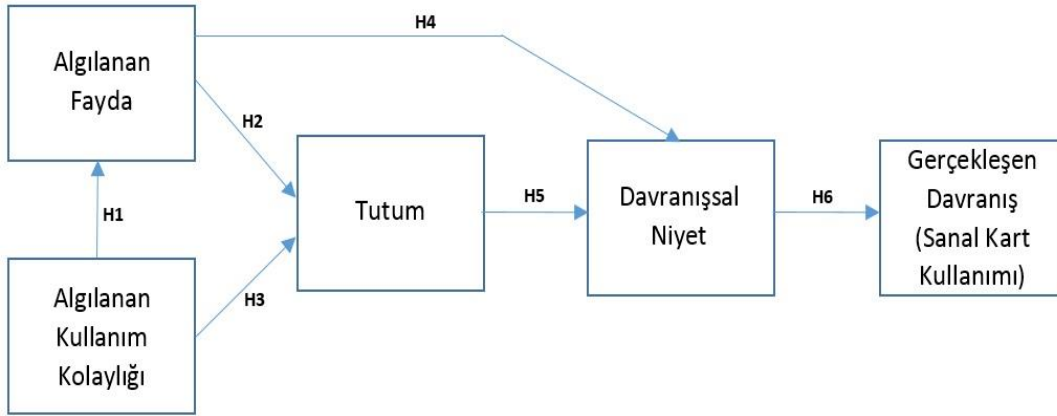 Algılanan
Fayda
H4
H2
H1
Tutum
H5
Davranışsal
Niyet
H6
Gerçekleşen
Davranış
(Sanal Kart
Kullanımı)
Algılanan
Kullanım
Kolaylığı
H3